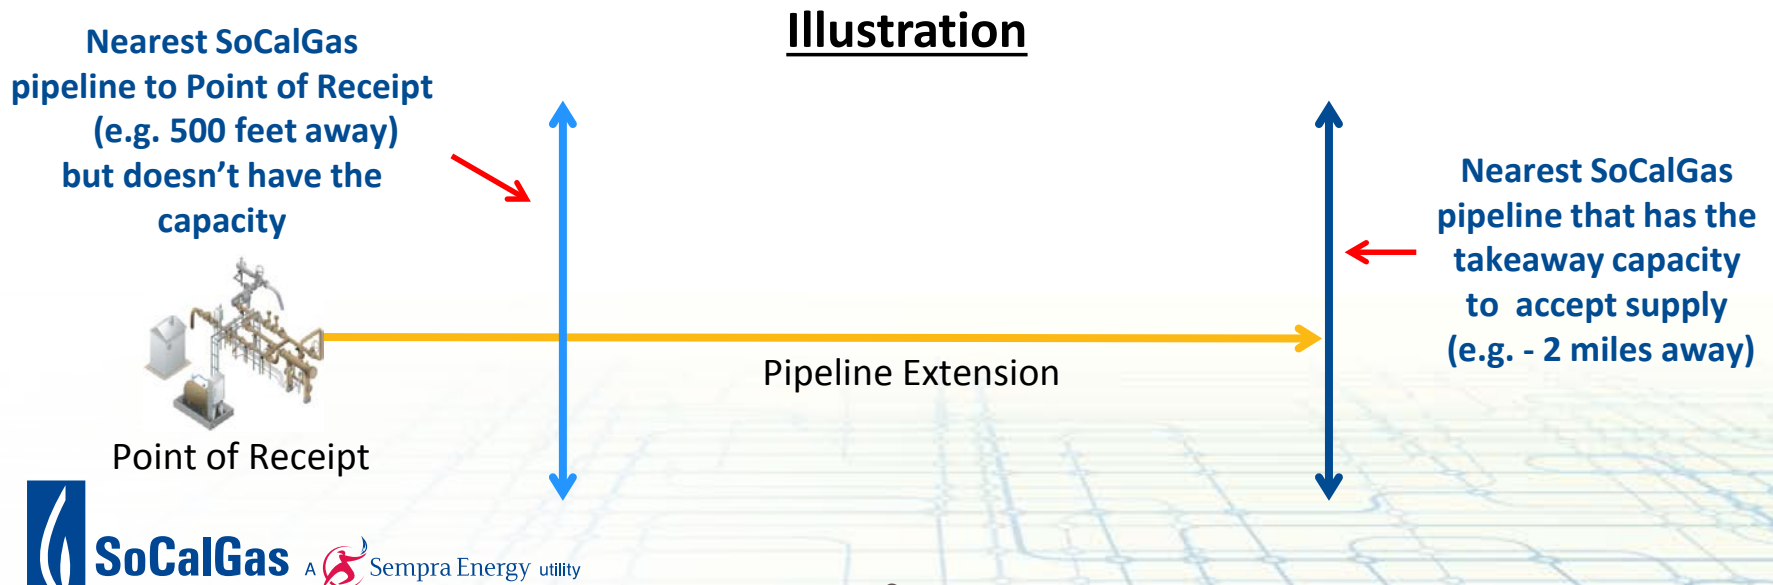 Illustration
Nearest SoCalGas
pipeline to Point of Receipt
(e.g. 500 feet away)
but doesn’t have the
capacity
Nearest SoCalGas
pipeline that has the
takeaway capacity
to accept supply
(e.g. - 2 miles away)
Pipeline Extension
Point of Receipt
SoCalGas A Sempra Energy utility